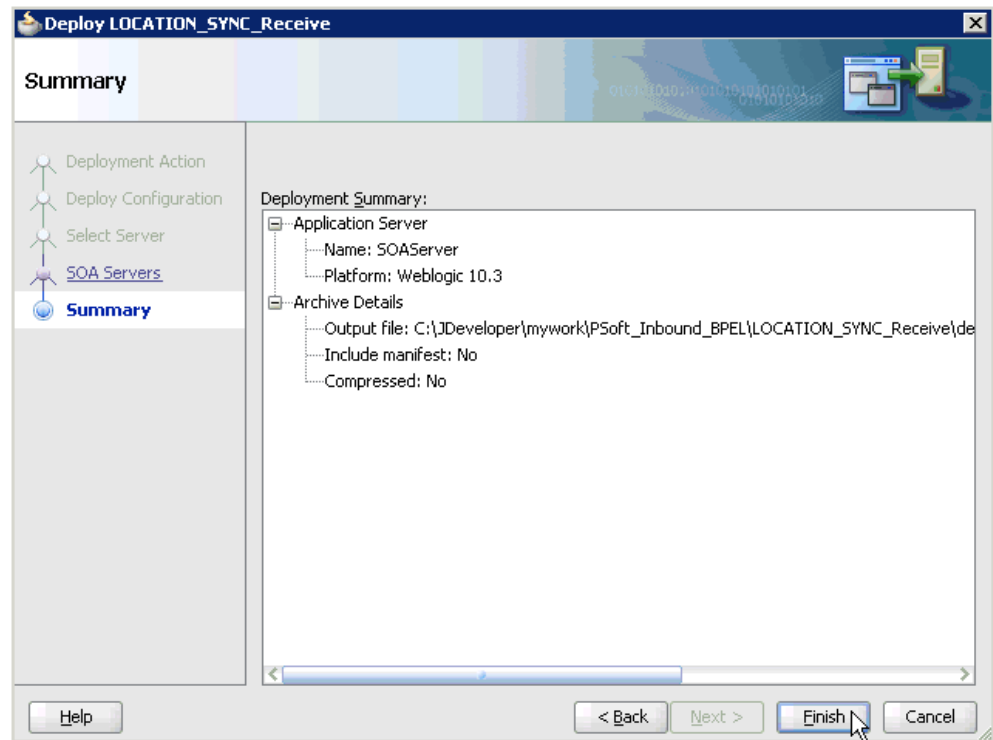 Deploy LOCATION_SYNC_Receive
Summary
Deployment Action
Deploy Configuration
Select Server
SOA Servers
Summary
Deployment Summary:
Application Server
Name: SOAServer
Platform: Weblogic 10.3
Archive Details
Output file: C:\JDeveloper\mywork\PSoft_Inbound_BPEL\LOCATION_SYNC_Receive\de
Include manifest: No
Compressed: No
Help
< Back
Next >
Finish
Cancel